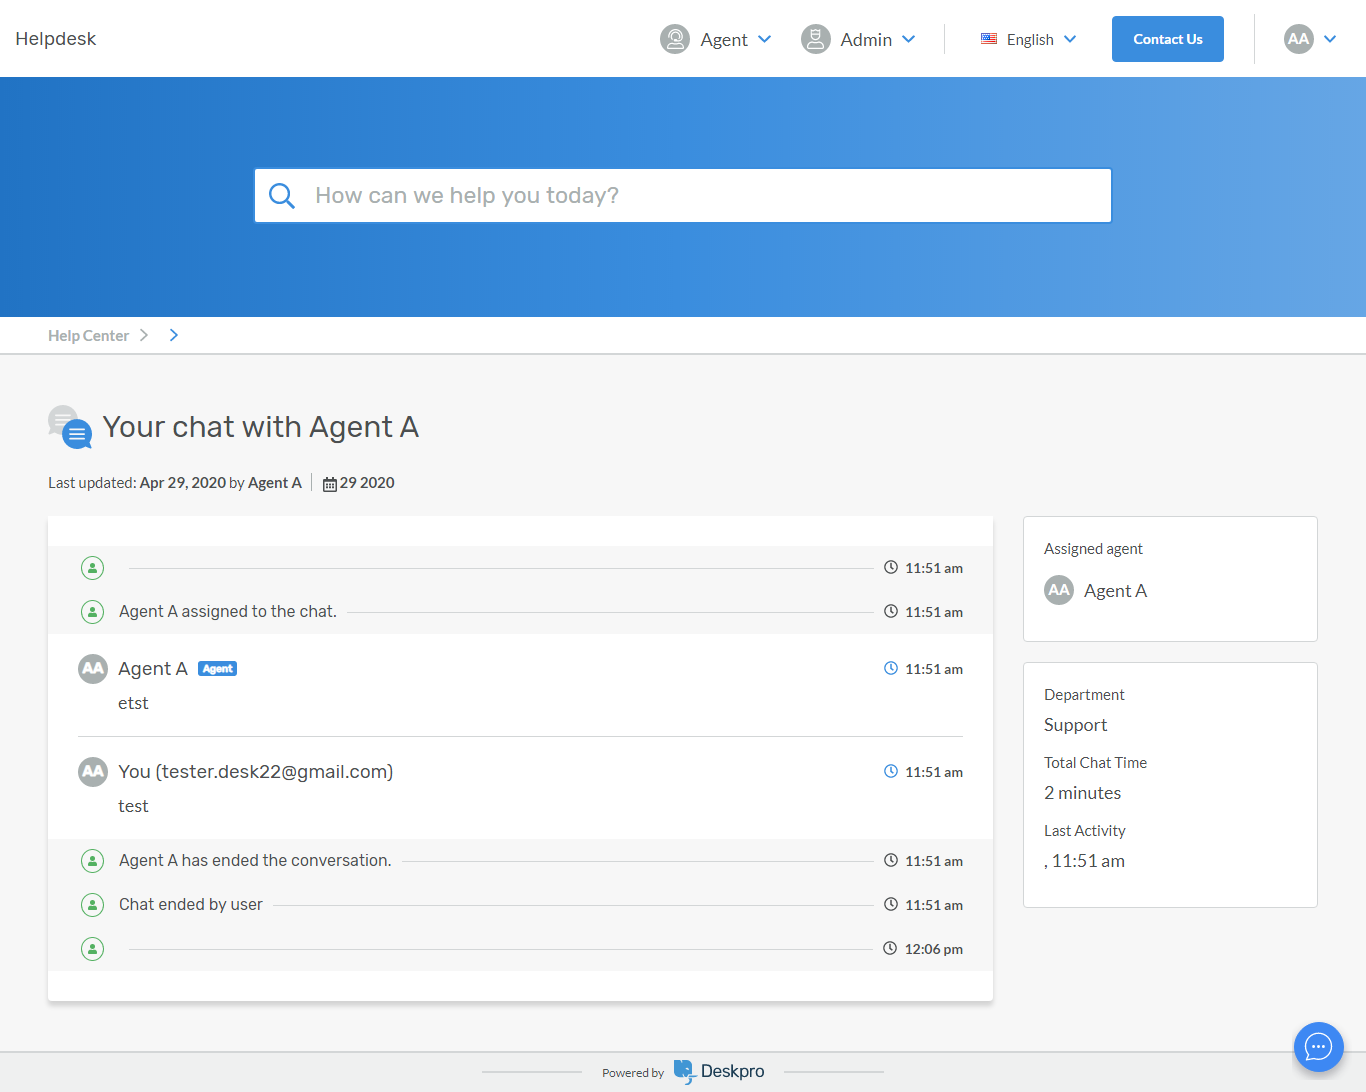 Helpdesk
Agent
Admin
English
Contact Us
AA
How can we help you today?
Help Center
Your chat with Agent A
Last updated: Apr 29, 2020 by Agent A
29 2020
11:51 am
Agent A assigned to the chat.
11:51 am
AA
Agent A
Agent
11:51 am
etst
AA
You (tester.desk22@gmail.com)
11:51 am
test
Agent A has ended the conversation.
11:51 am
Chat ended by user
11:51 am
12:06 pm
Assigned agent
AA
Agent A
Department
Support
Total Chat Time
2 minutes
Last Activity
, 11:51 am
Powered by
Deskpro